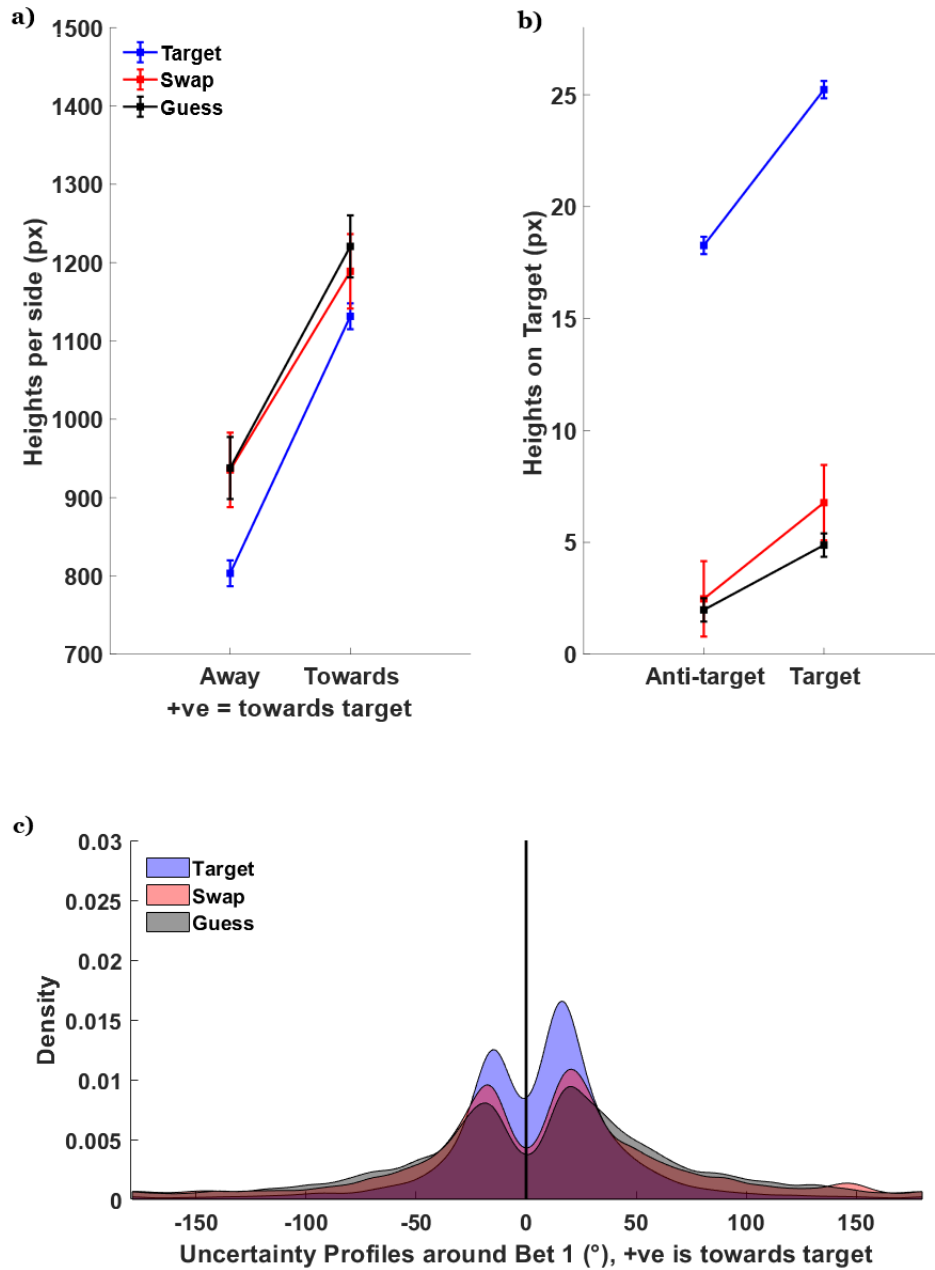 a)
1500
1400
1300
1200
1100
1000
900
800
700
Heights per side (px)
Target
Swap
Guess
Away Towards
+ve = towards target
b)
25
20
15
10
5
0
Heights on Target (px)
Anti-target Target
c)
0.03
0.025
0.02
0.015
0.01
0.005
0
Density
Target
Swap
Guess
-150 -100 -50 0 50 100 150
Uncertainty Profiles around Bet 1 (°), +ve is towards target